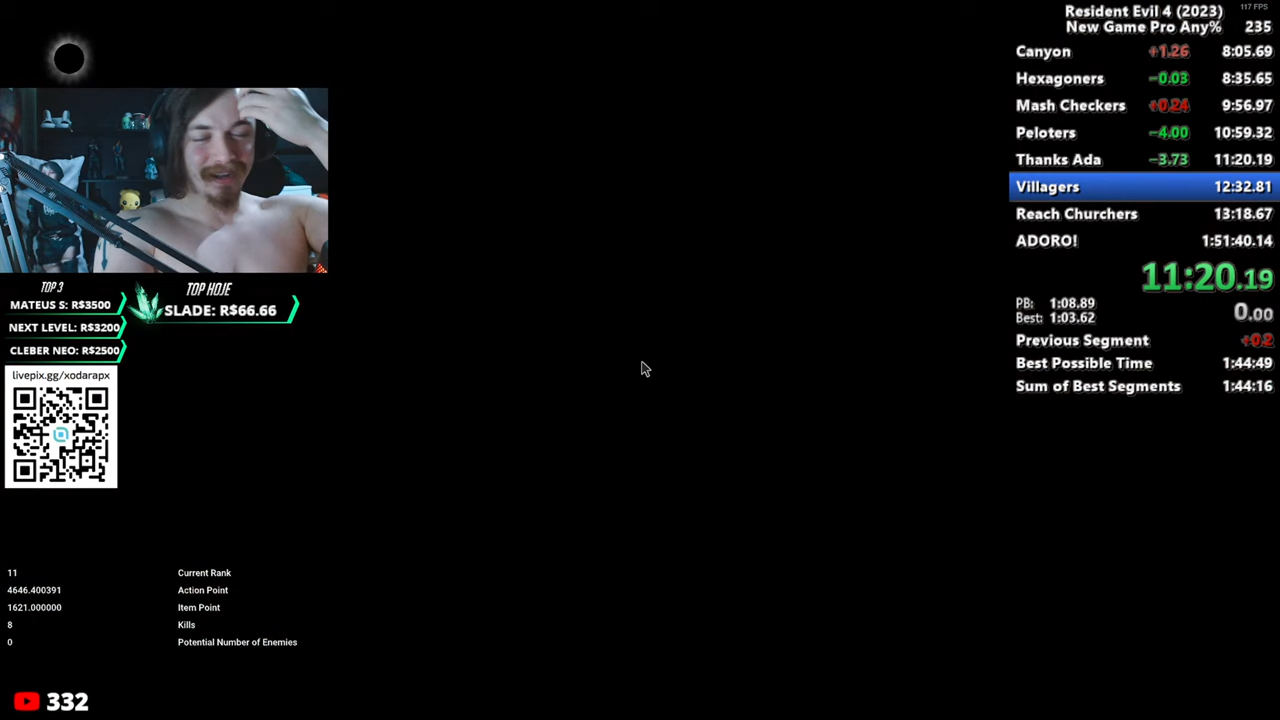 117 FPS
Resident Evil 4 (2023)
New Game Pro Any% 235
Canyon +1.26 8:05.69
Hexagoners −0.03 8:35.65
Mash Checkers +0.24 9:56.97
Peloters −4.00 10:59.32
Thanks Ada −3.73 11:20.19
Villagers 12:32.81
Reach Churchers 13:18.67
ADORO! 1:51:40.14
11:20.19
PB: 1:08.89
Best: 1:03.62
0.00
Previous Segment +0.2
Best Possible Time 1:44:49
Sum of Best Segments 1:44:16
TOP 3
MATEUS S: R$3500
NEXT LEVEL: R$3200
CLEBER NEO: R$2500
TOP HOJE
SLADE: R$66.66
livepix.gg/xodarapx
11 Current Rank
4646.400391 Action Point
1621.000000 Item Point
8 Kills
0 Potential Number of Enemies
332